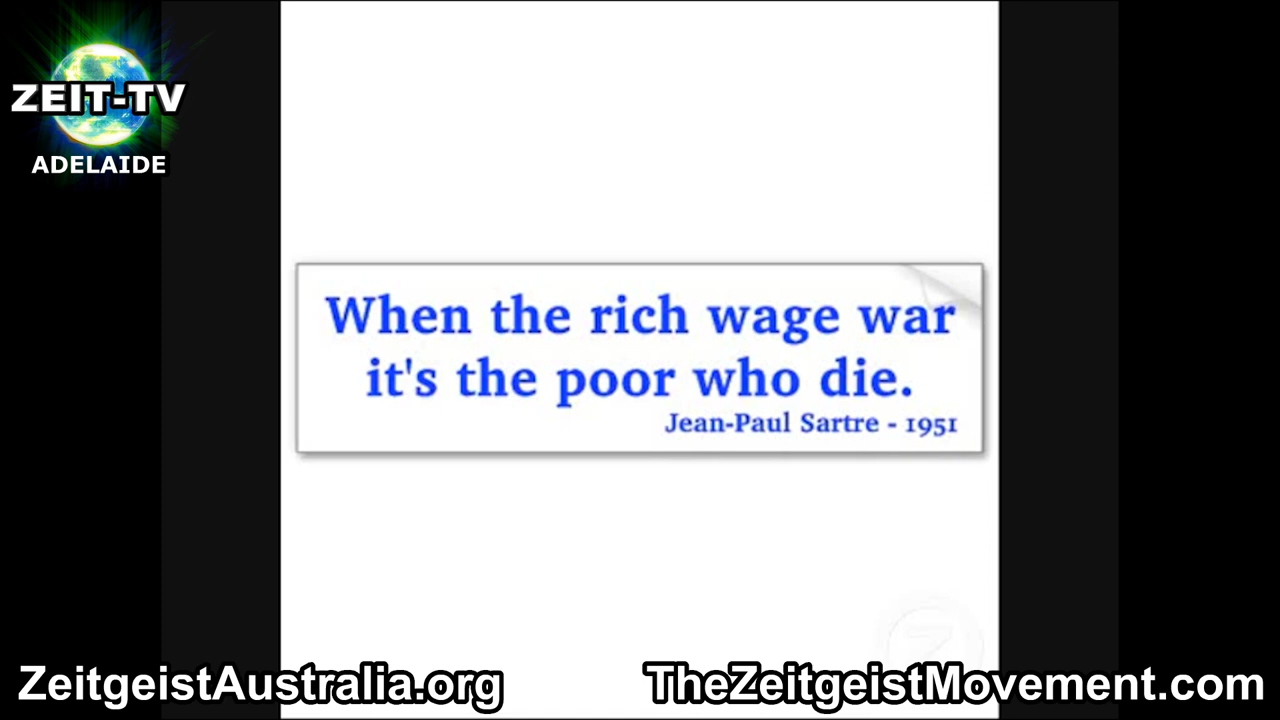 ZEIT-TV
ADELAIDE
When the rich wage war
it's the poor who die.
Jean-Paul Sartre - 1951
ZeitgeistAustralia.org
TheZeitgeistMovement.com